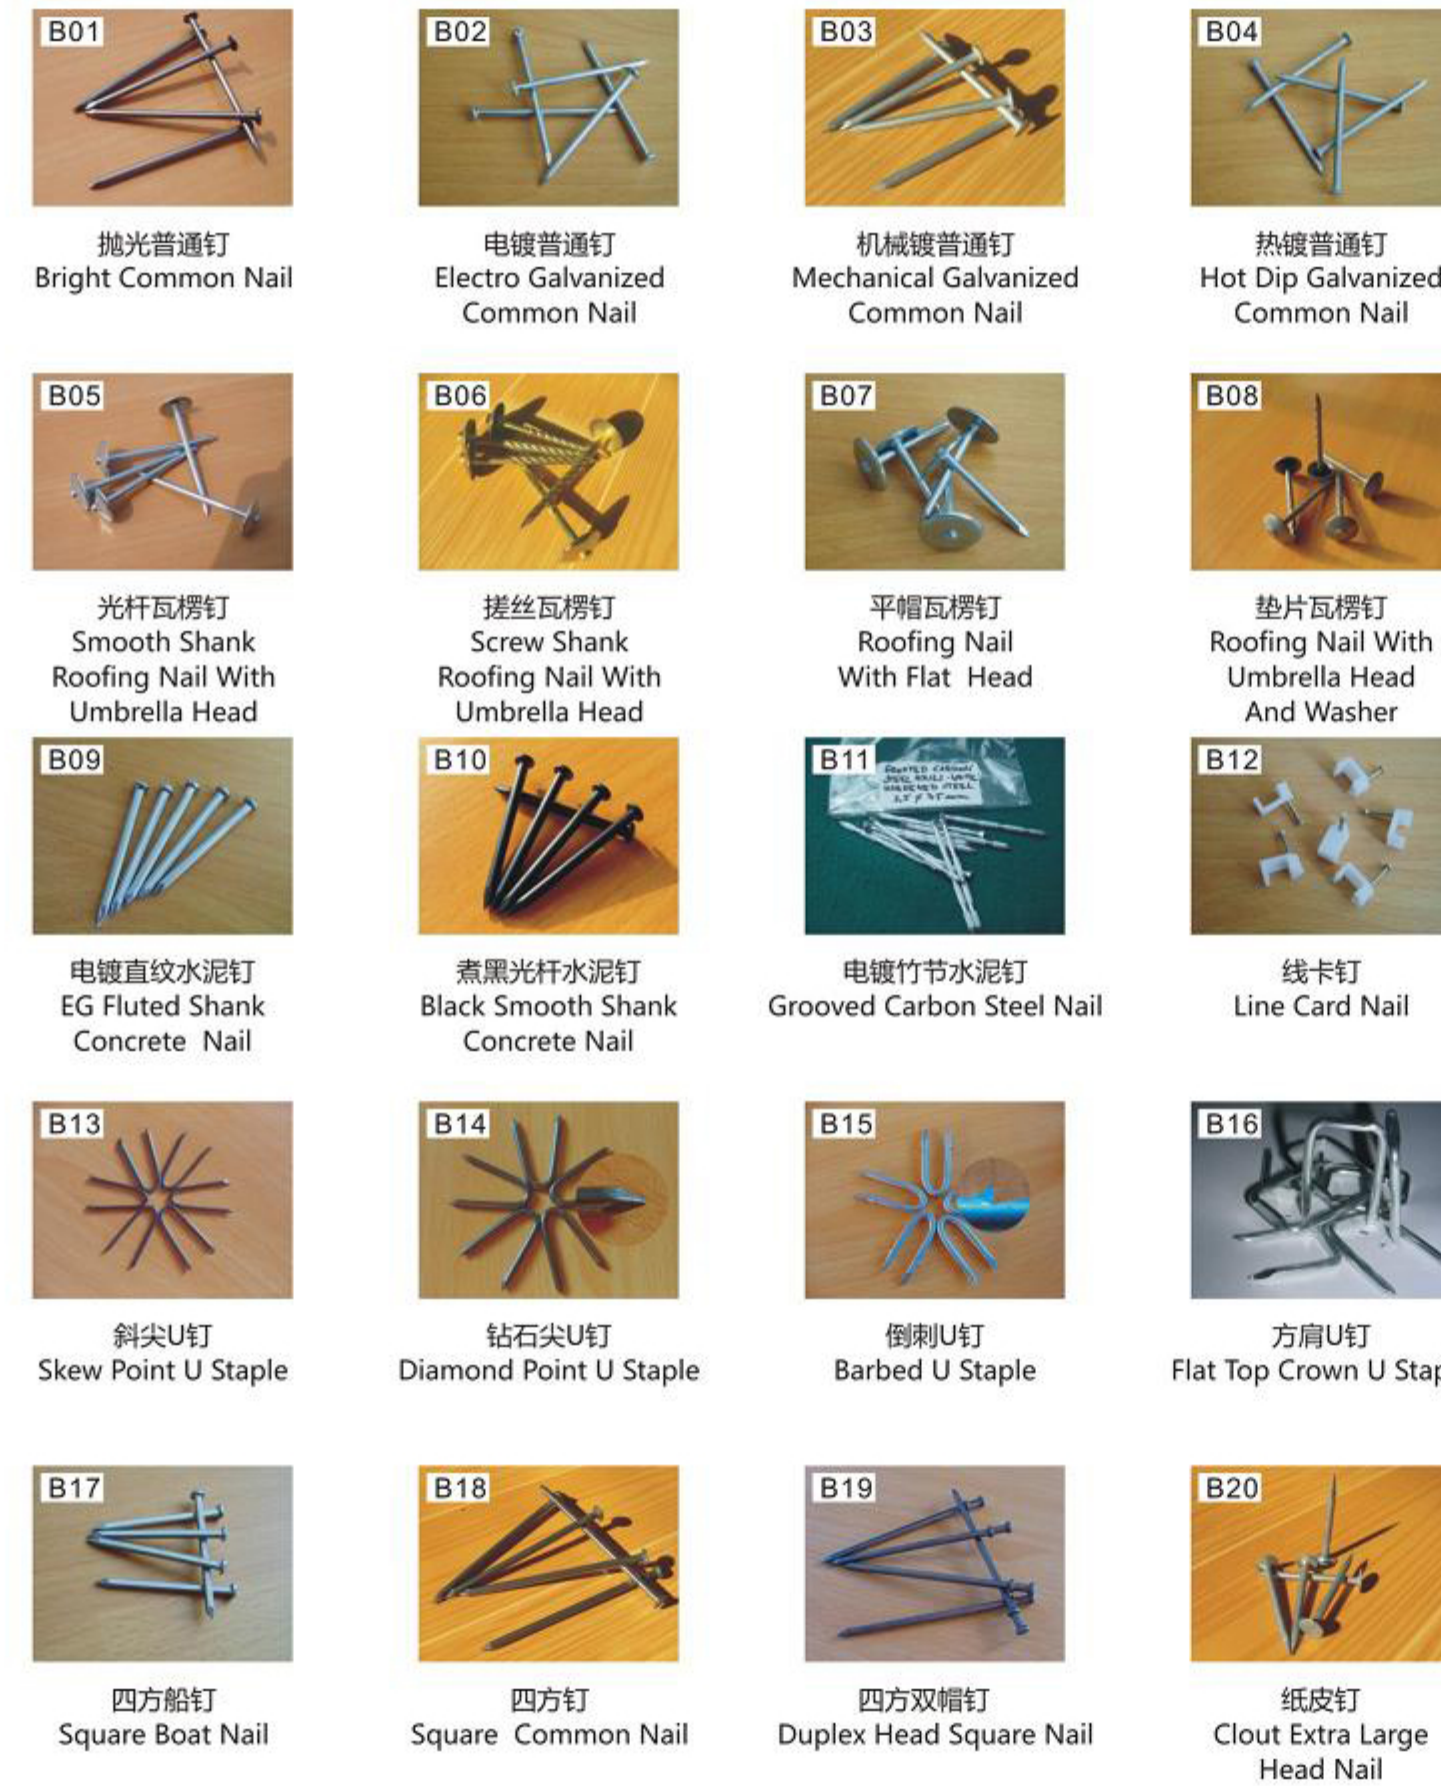 B01
B02
B03
B04
抛光普通钉
电镀普通钉
机械镀普通钉
热镀普通钉
Bright Common Nail
Electro Galvanized
Common Nail
Mechanical Galvanized
Common Nail
Hot Dip Galvanized
Common Nail
B05
B06
B07
B08
光杆瓦楞钉
Smooth Shank
Roofing Nail With
Umbrella Head
搓丝瓦楞钉
Screw Shank
Roofing Nail With
Umbrella Head
平帽瓦楞钉
Roofing Nail
With Flat Head
垫片瓦楞钉
Roofing Nail With
Umbrella Head
And Washer
B09
B10
B11
B12
电镀直纹水泥钉
EG Fluted Shank
Concrete Nail
煮黑光杆水泥钉
Black Smooth Shank
Concrete Nail
电镀竹节水泥钉
Grooved Carbon Steel Nail
线卡钉
Line Card Nail
B13
B14
B15
B16
斜尖U钉
Skew Point U Staple
钻石尖U钉
Diamond Point U Staple
倒刺U钉
Barbed U Staple
方肩U钉
Flat Top Crown U Stap
B17
B18
B19
B20
四方船钉
Square Boat Nail
四方钉
Square Common Nail
四方双帽钉
Duplex Head Square Nail
纸皮钉
Clout Extra Large
Head Nail